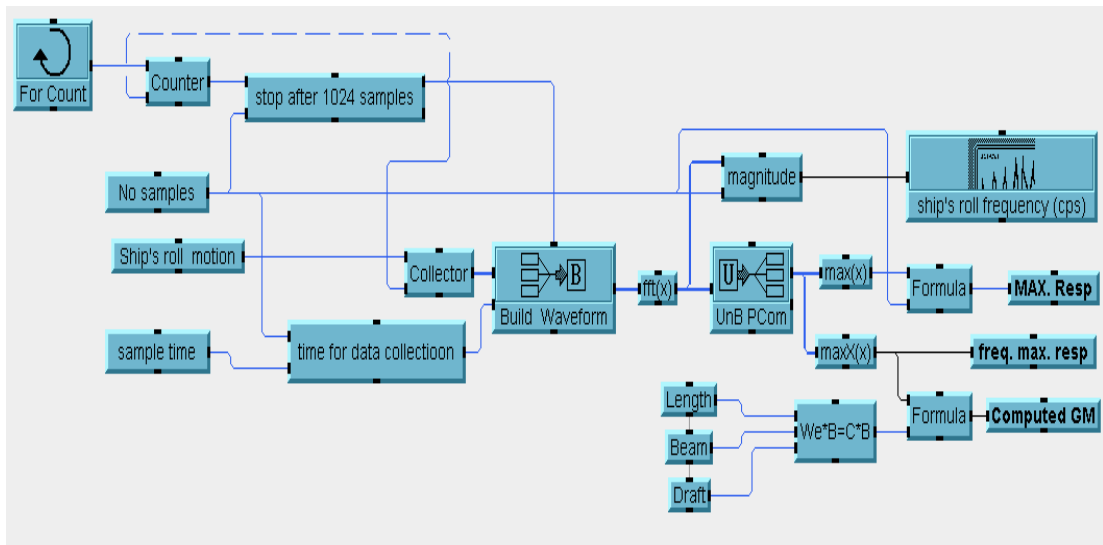 For Count
Counter
stop after 1024 samples
No samples
Ship's roll motion
Collector
Build Waveform
B
fft(x)
magnitude
ship's roll frequency (cps)
U
UnB PCom
max(x)
Formula
MAX. Resp
sample time
time for data collectioon
maxX(x)
freq. max. resp
Length
Beam
Draft
We*B=C*B
Formula
Computed GM